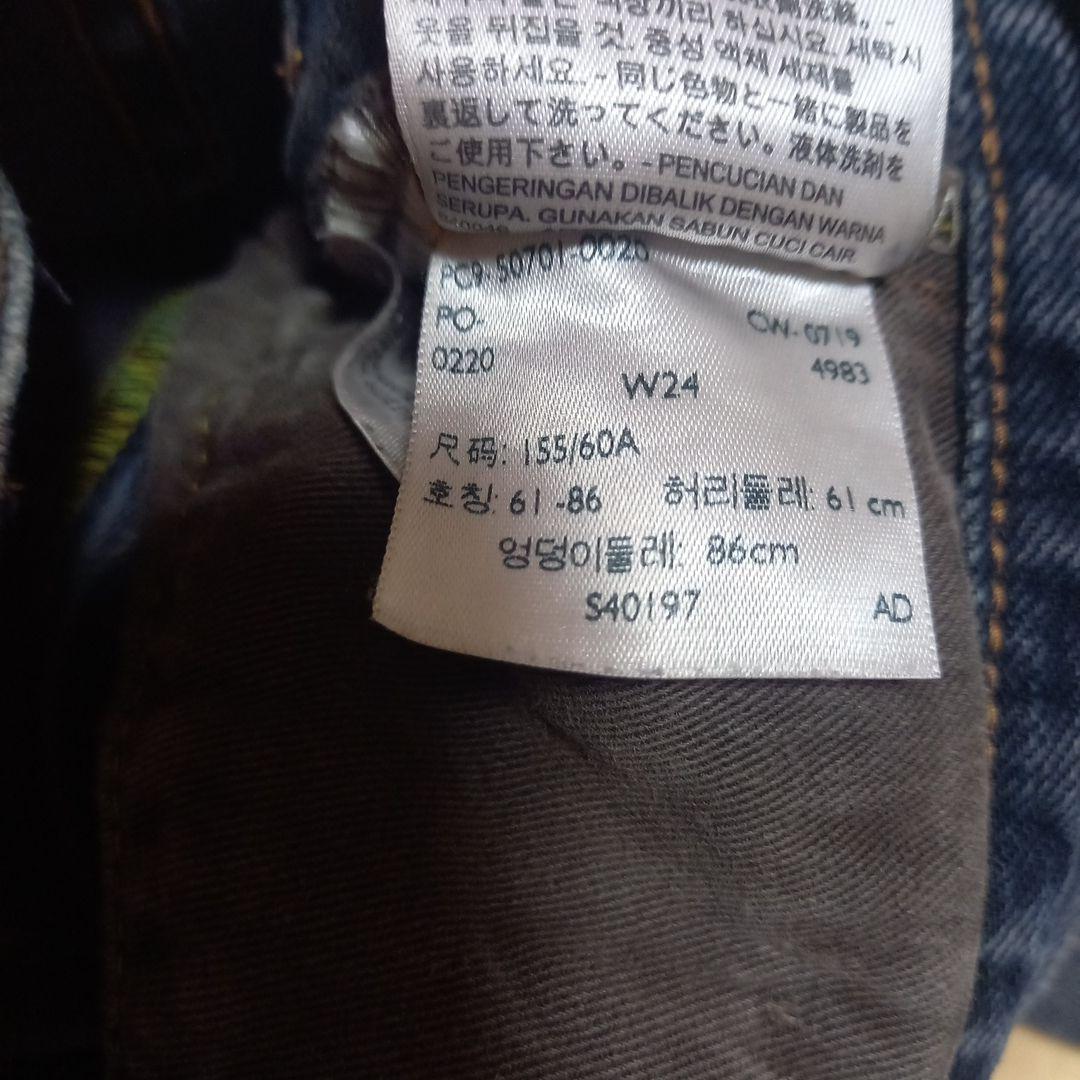 옷을 뒤집을 것. 중성 액체 세제를
사용하세요. - 同じ色物と一緒に製品を
裏返して洗ってください。液体洗剤を
ご使用下さい。- PENCUCIAN DAN
PENGERINGAN DIBALIK DENGAN WARNA
SERUPA. GUNAKAN SABUN CUCI CAIR
PC9-50701-0020
PO- CW-0719
0220 4983
W24
尺码: 155/60A
호칭: 61-86 허리둘레: 61 cm
엉덩이둘레: 86cm
S40197 AD